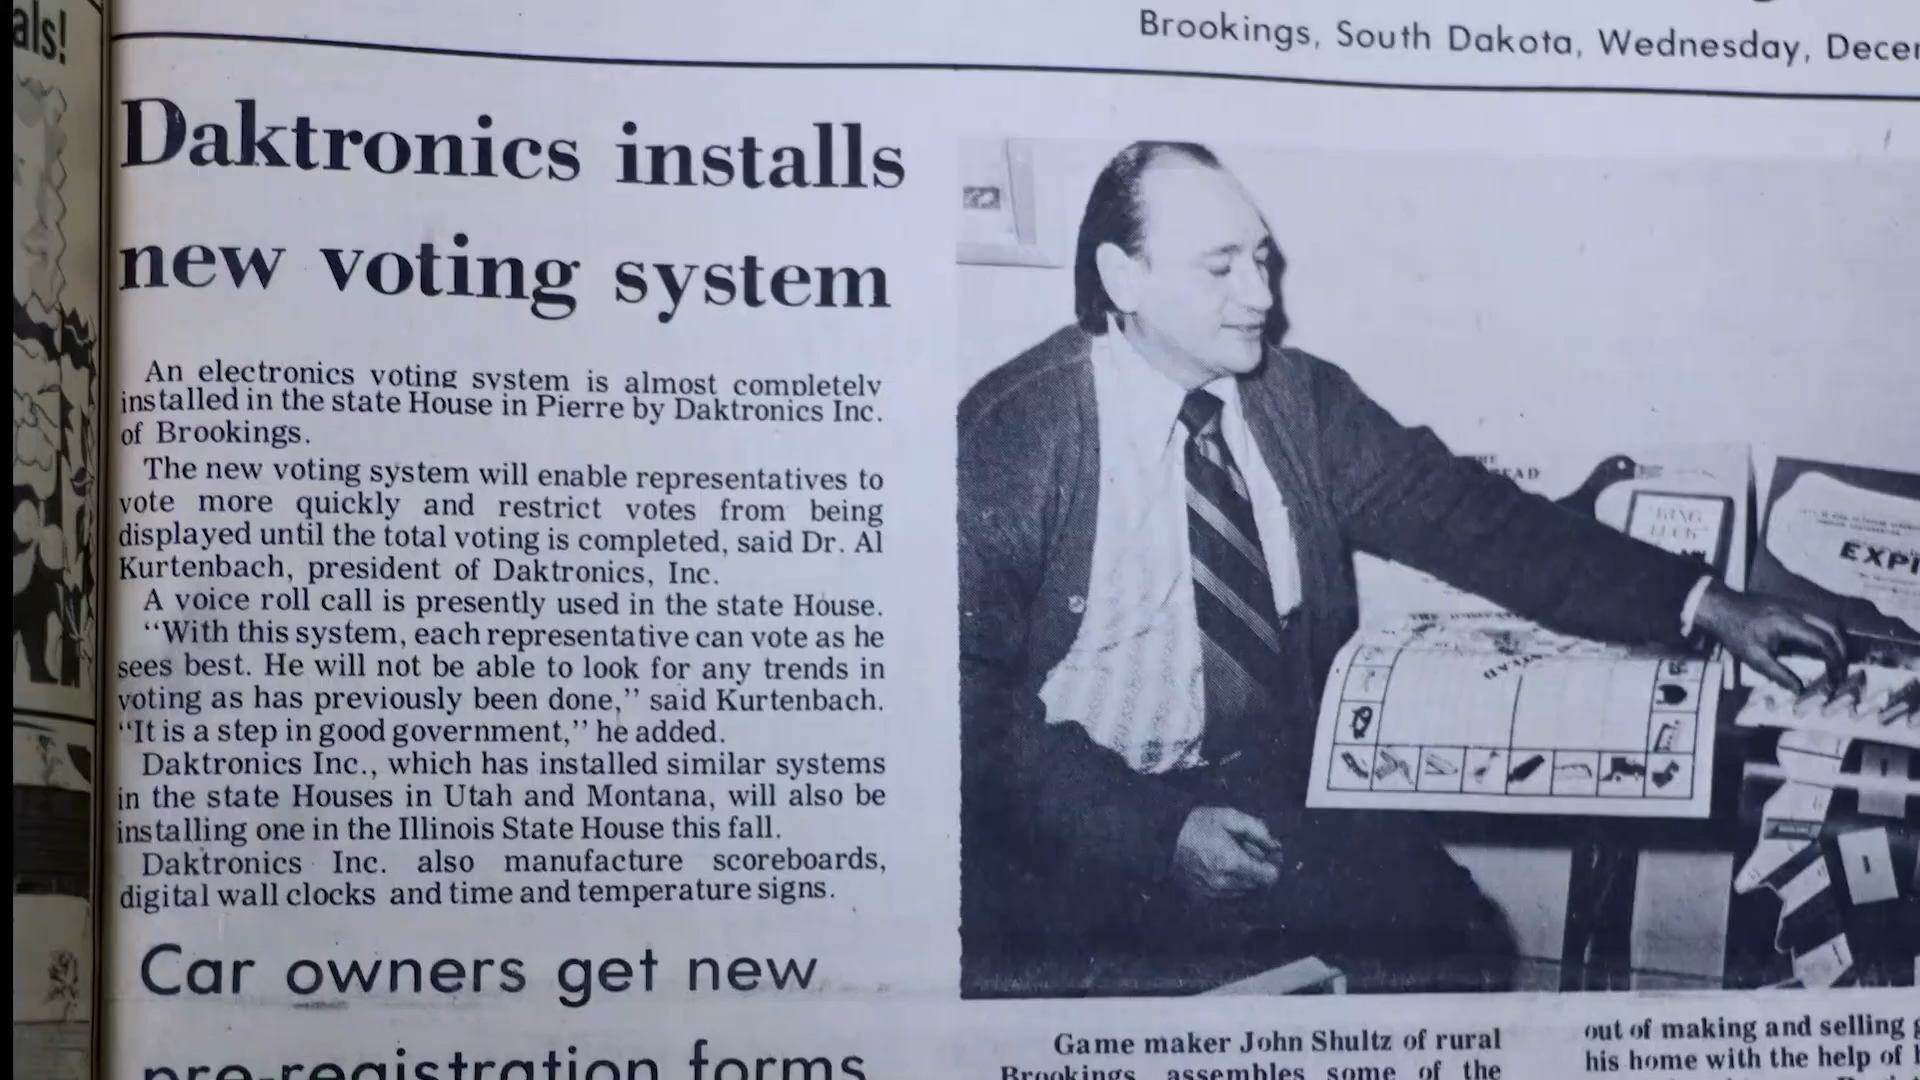 als!
Brookings, South Dakota, Wednesday,
Daktronics installs
new voting system
An electronics voting system is almost completely
installed in the state House in Pierre by Daktronics Inc.
of Brookings.
The new voting system will enable representatives to
vote more quickly and restrict votes from being
displayed until the total voting is completed, said Dr. Al
Kurtenbach, president of Daktronics, Inc.
A voice roll call is presently used in the state House.
“With this system, each representative can vote as he
sees best. He will not be able to look for any trends in
voting as has previously been done,” said Kurtenbach.
“It is a step in good government,” he added.
Daktronics Inc., which has installed similar systems
in the state Houses in Utah and Montana, will also be
installing one in the Illinois State House this fall.
Daktronics Inc. also manufacture scoreboards,
digital wall clocks and time and temperature signs.
Car owners get new
pre-registration forms
EXPI
Game maker John Shultz of rural
Brookings, assembles some of the
out of making and selling
his home with the help of